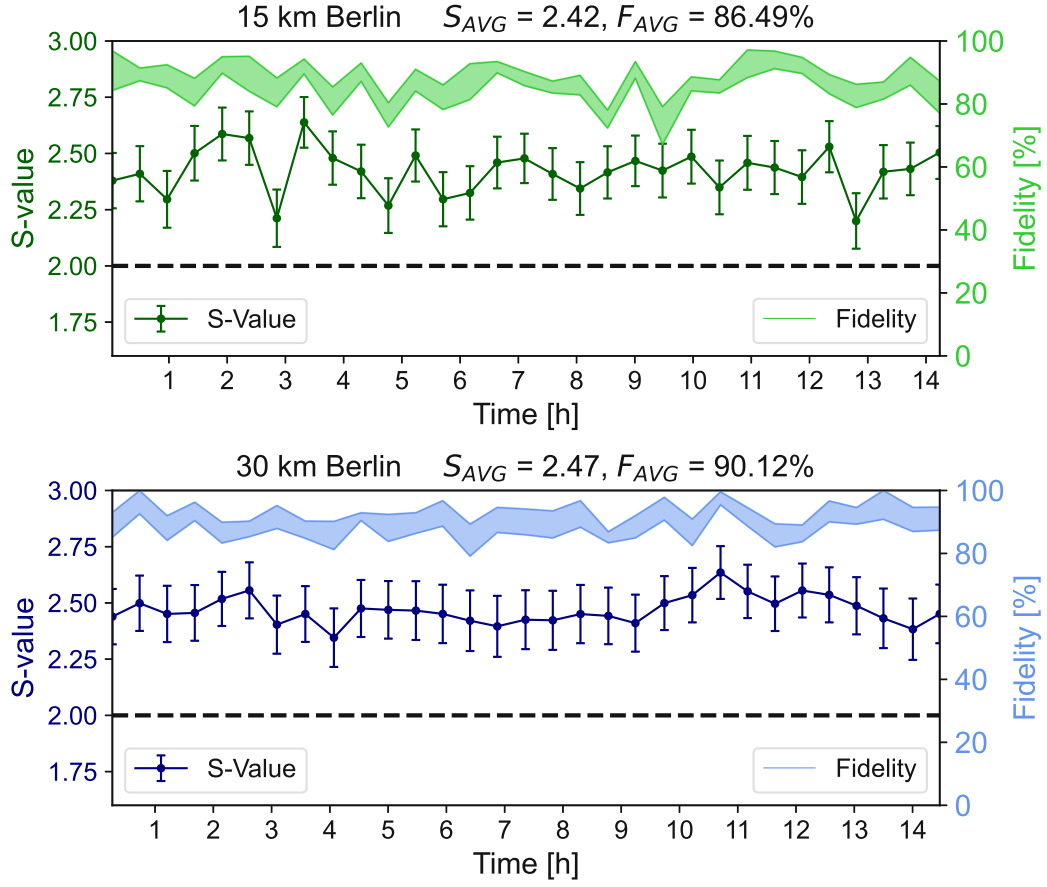 15 km Berlin S_AVG = 2.42, F_AVG = 86.49%
3.00
2.75
2.50
2.25
2.00
1.75
S-value
100
80
60
40
20
0
Fidelity [%]
S-Value
Fidelity
1 2 3 4 5 6 7 8 9 10 11 12 13 14
Time [h]
30 km Berlin S_AVG = 2.47, F_AVG = 90.12%
3.00
2.75
2.50
2.25
2.00
1.75
S-value
100
80
60
40
20
0
Fidelity [%]
S-Value
Fidelity
1 2 3 4 5 6 7 8 9 10 11 12 13 14
Time [h]